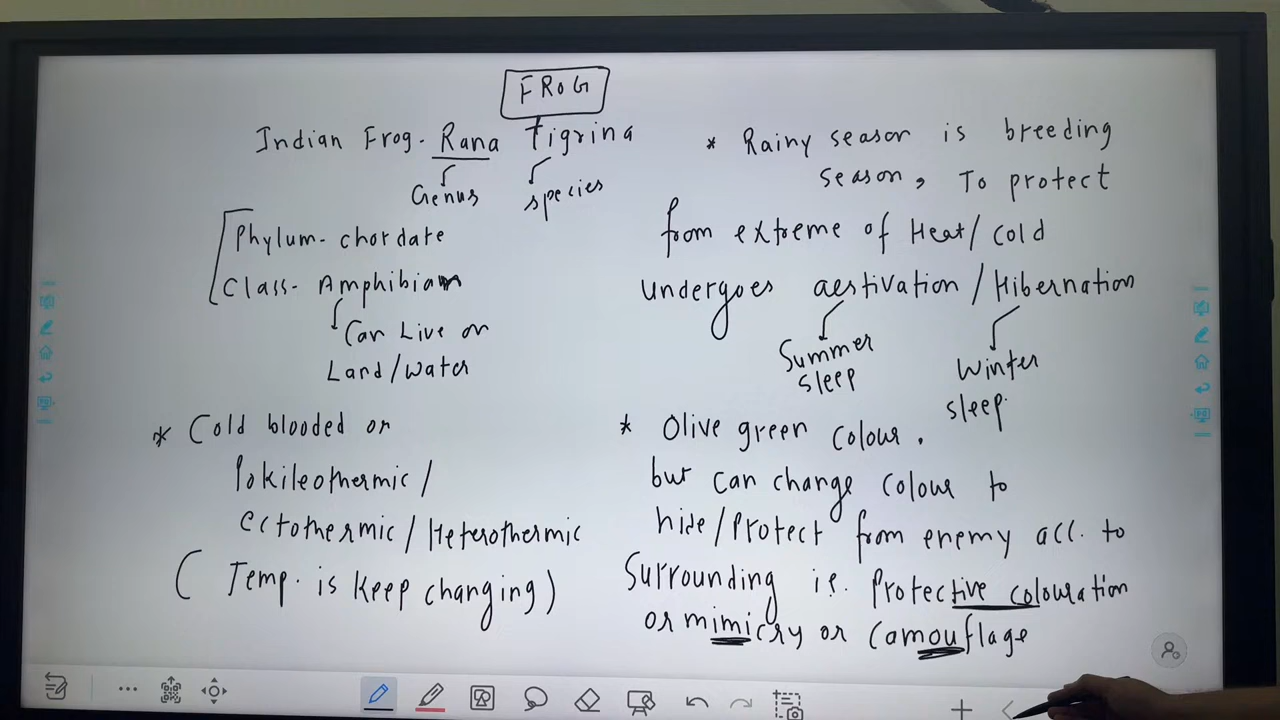 FROG
Indian Frog- Rana tigrina
Genus
species
Phylum- chordate
Class- Amphibian
Can Live on
Land/water
* Cold blooded or
Poikileothermic/
ectothermic/Heterothermic
( Temp. is keep changing)
* Rainy season is breeding
season, To protect
from extreme of Heat/cold
undergoes aestivation/Hibernation
Summer
sleep
Winter
sleep.
* Olive green colour.
but can change colour to
hide/Protect from enemy acc. to
Surrounding i.e. Protective colouration
or mimicry or camouflage